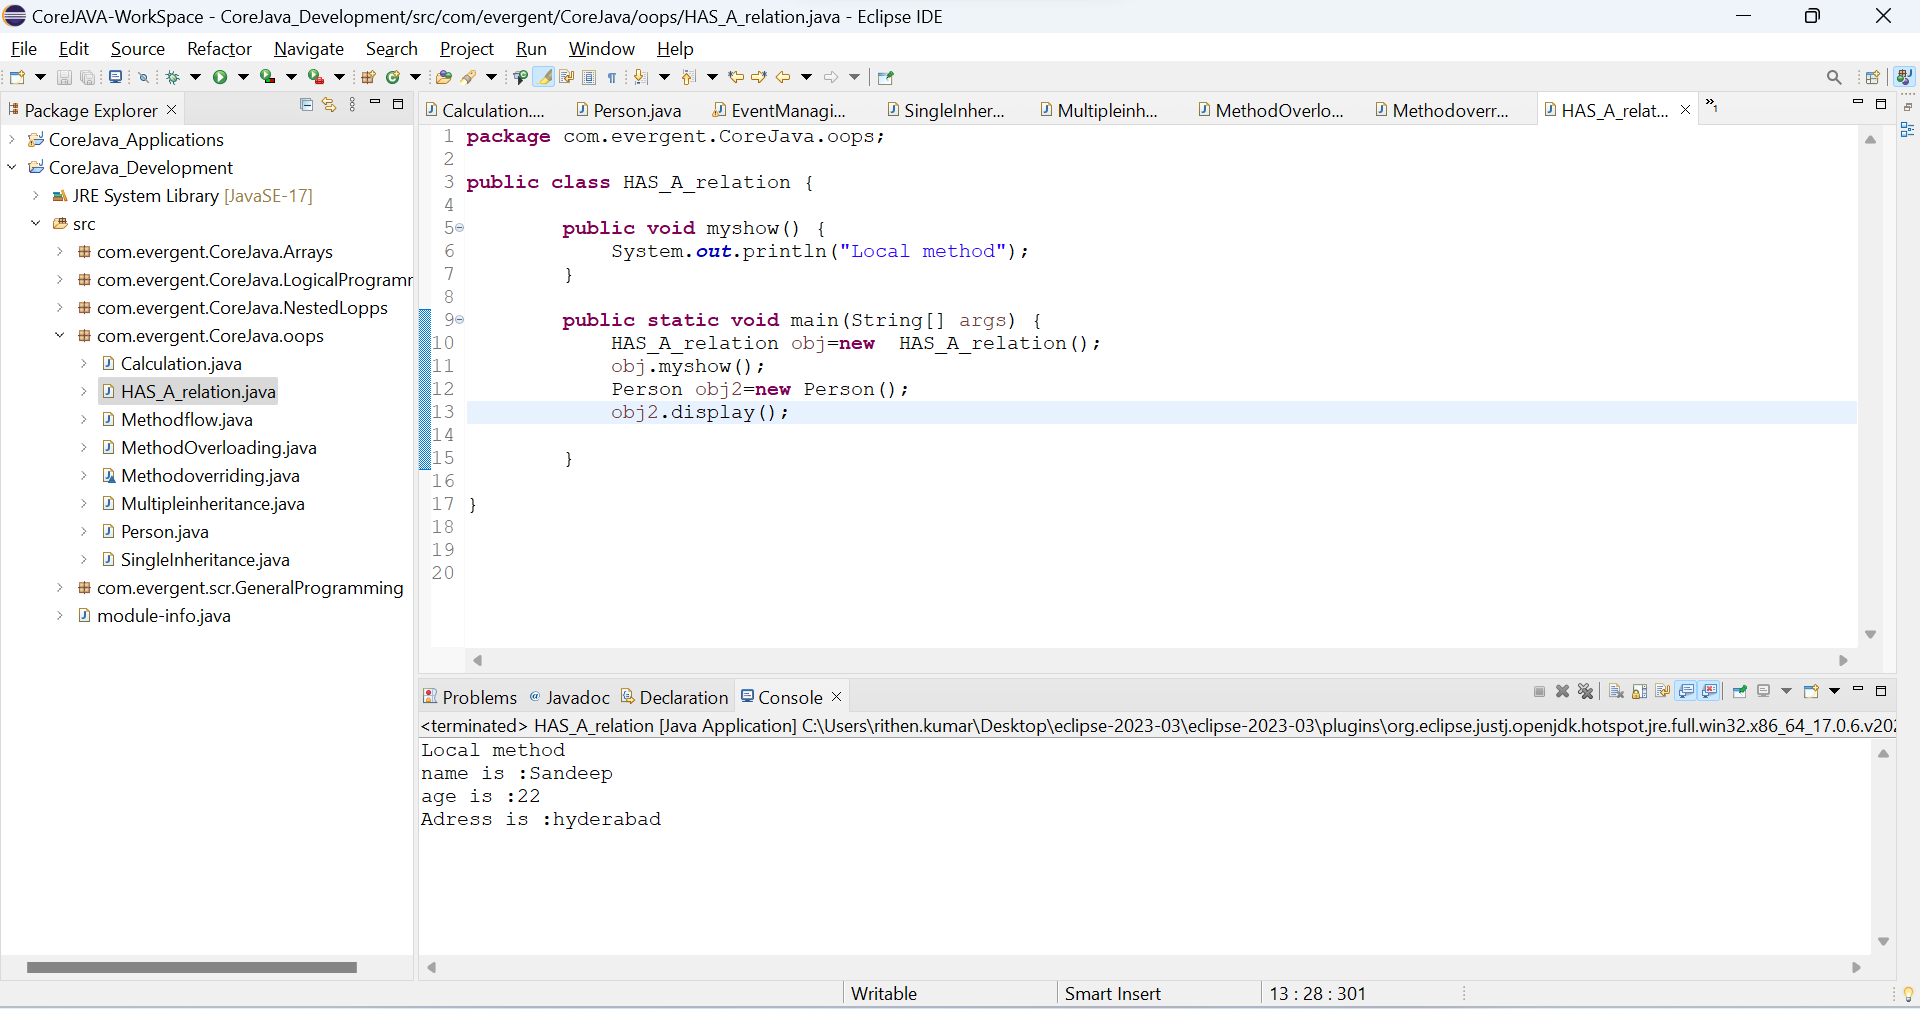 CoreJAVA-WorkSpace - CoreJava_Development/src/com/evergent/CoreJava/oops/HAS_A_relation.java - Eclipse IDE
File Edit Source Refactor Navigate Search Project Run Window Help
Package Explorer
CoreJava_Applications
CoreJava_Development
JRE System Library [JavaSE-17]
src
com.evergent.CoreJava.Arrays
com.evergent.CoreJava.LogicalProgramr
com.evergent.CoreJava.NestedLopps
com.evergent.CoreJava.oops
Calculation.java
HAS_A_relation.java
Methodflow.java
MethodOverloading.java
Methodoverriding.java
Multipleinheritance.java
Person.java
SingleInheritance.java
com.evergent.scr.GeneralProgramming
module-info.java
Calculation.... Person.java EventManagi... SingleInher... Multipleinh... MethodOverlo... Methodoverr... HAS_A_relat... »1
1 package com.evergent.CoreJava.oops;
2
3 public class HAS_A_relation {
4
5 public void myshow() {
6 System.out.println("Local method");
7 }
8
9 public static void main(String[] args) {
10 HAS_A_relation obj=new  HAS_A_relation();
11 obj.myshow();
12 Person obj2=new Person();
13 obj2.display();
14
15 }
16
17 }
18
19
20
Problems Javadoc Declaration Console
<terminated> HAS_A_relation [Java Application] C:\Users\rithen.kumar\Desktop\eclipse-2023-03\eclipse-2023-03\plugins\org.eclipse.justj.openjdk.hotspot.jre.full.win32.x86_64_17.0.6.v202
Local method
name is :Sandeep
age is :22
Adress is :hyderabad
Writable Smart Insert 13 : 28 : 301